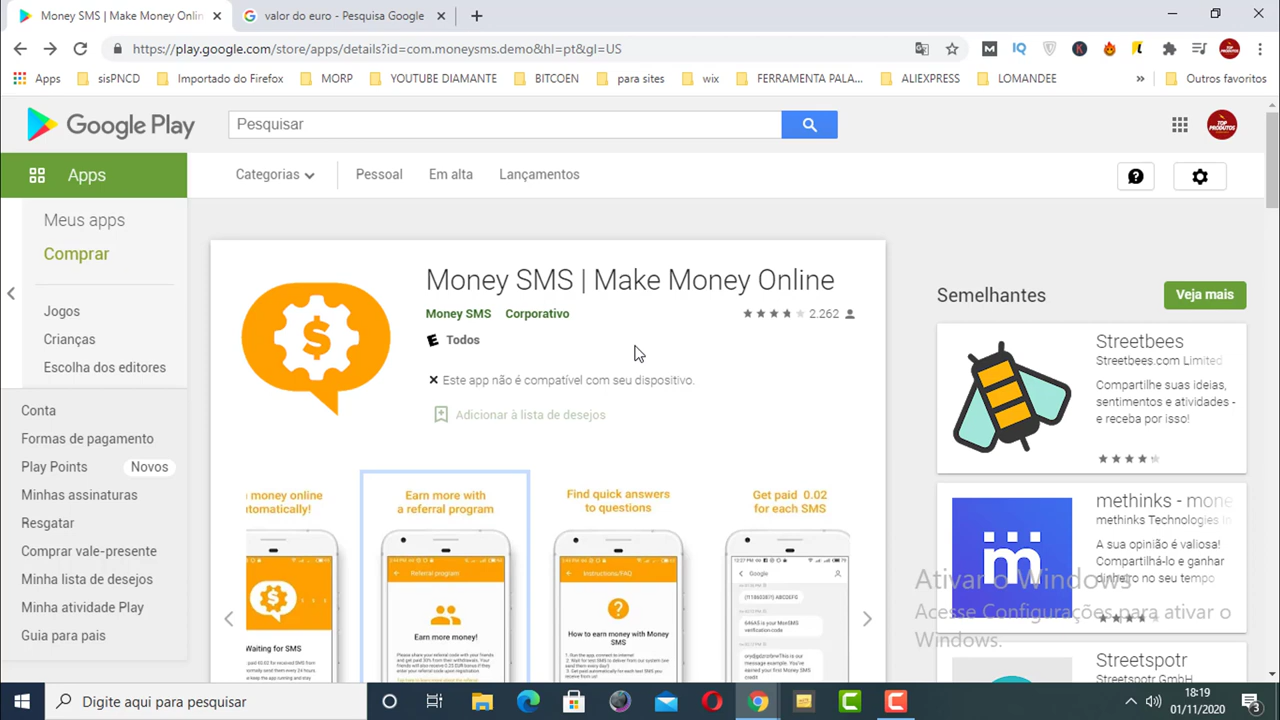 Money SMS | Make Money Onlin
valor do euro - Pesquisa Google
https://play.google.com/store/apps/details?id=com.moneysms.demo&hl=pt&gl=US
Apps
sisPNCD
Importado do Firefox
MORP
YOUTUBE DIAMANTE
BITCOEN
para sites
wix
FERRAMENTA PALA...
ALIEXPRESS
LOMANDEE
»
Outros favoritos
Google Play
Pesquisar
TOP PRODUTOS
Apps
Categorias
Pessoal
Em alta
Lançamentos
Meus apps
Comprar
Jogos
Crianças
Escolha dos editores
Conta
Formas de pagamento
Play Points
Novos
Minhas assinaturas
Resgatar
Comprar vale-presente
Minha lista de desejos
Minha atividade Play
Guia para pais
Money SMS | Make Money Online
Money SMS
Corporativo
2.262
Todos
Este app não é compatível com seu dispositivo.
Adicionar à lista de desejos
money online
utomatically!
Waiting for SMS
Earn more with
a referral program
Referral program
Earn more money!
Find quick answers
to questions
Instructions/FAQ
How to earn money with Money
SMS
Get paid 0.02
for each SMS
Google
Semelhantes
Veja mais
Streetbees
Streetbees.com Limited
Compartilhe suas ideias,
sentimentos e atividades -
e receba por isso!
methinks - mone
methinks Technologies In
A sua opinião é valiosa!
Compartilhá-lo e ganhar
dinheiro no seu tempo
Streetspotr
Streetspotr GmbH
Ativar o Windows
Acesse Configurações para ativar o
Windows.
Digite aqui para pesquisar
18:19
01/11/2020
3